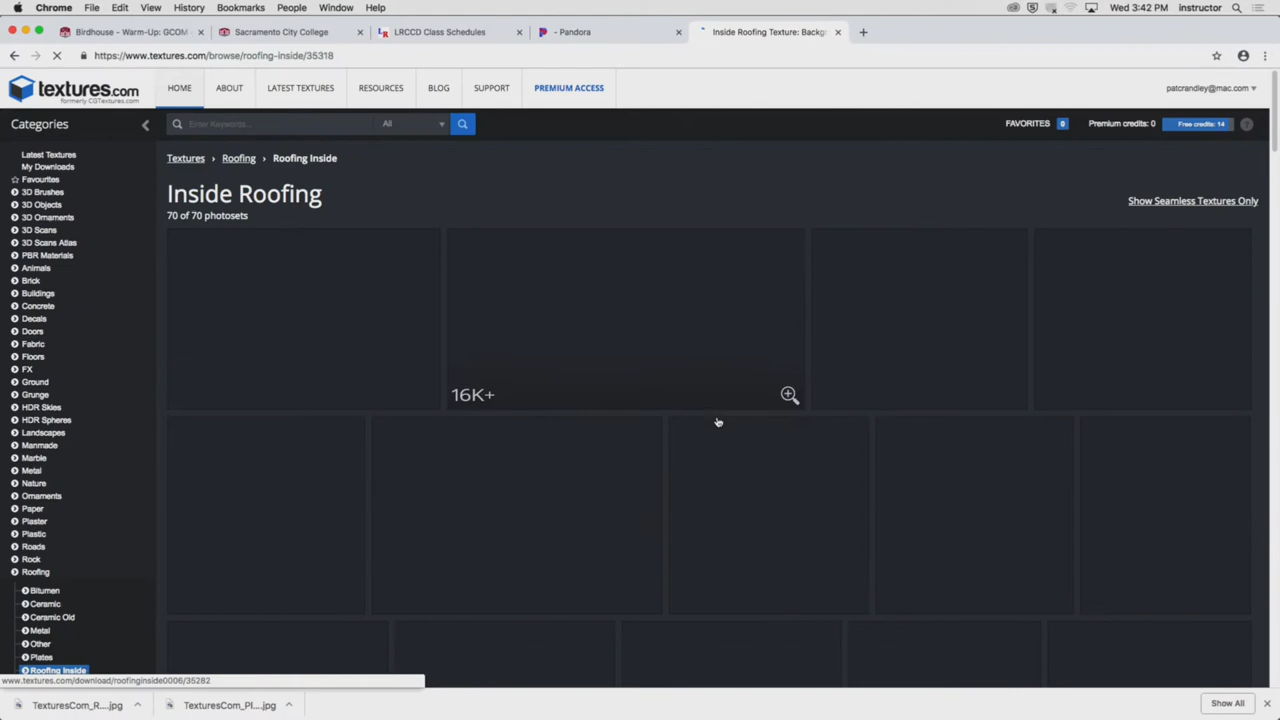 Chrome File Edit View History Bookmarks People Window Help
Wed 3:42 PM instructor
Birdhouse - Warm-Up: GCOM
Sacramento City College
LRCCD Class Schedules
- Pandora
Inside Roofing Texture: Backg
https://www.textures.com/browse/roofing-inside/35318
textures.com
formerly CGTextures.com
HOME ABOUT LATEST TEXTURES RESOURCES BLOG SUPPORT PREMIUM ACCESS
patcrandley@mac.com
Categories
Enter Keywords... All
FAVORITES 0 Premium credits: 0 Free credits: 14
Textures › Roofing › Roofing Inside
Inside Roofing
70 of 70 photosets
Show Seamless Textures Only
16K+
Latest Textures
My Downloads
Favourites
3D Brushes
3D Objects
3D Ornaments
3D Scans
3D Scans Atlas
PBR Materials
Animals
Brick
Buildings
Concrete
Decals
Doors
Fabric
Floors
FX
Ground
Grunge
HDR Skies
HDR Spheres
Landscapes
Manmade
Marble
Metal
Nature
Ornaments
Paper
Plaster
Plastic
Roads
Rock
Roofing
Bitumen
Ceramic
Ceramic Old
Metal
Other
Plates
Roofing Inside
www.textures.com/download/roofinginside0006/35282
TexturesCom_R....jpg
TexturesCom_Pl....jpg
Show All